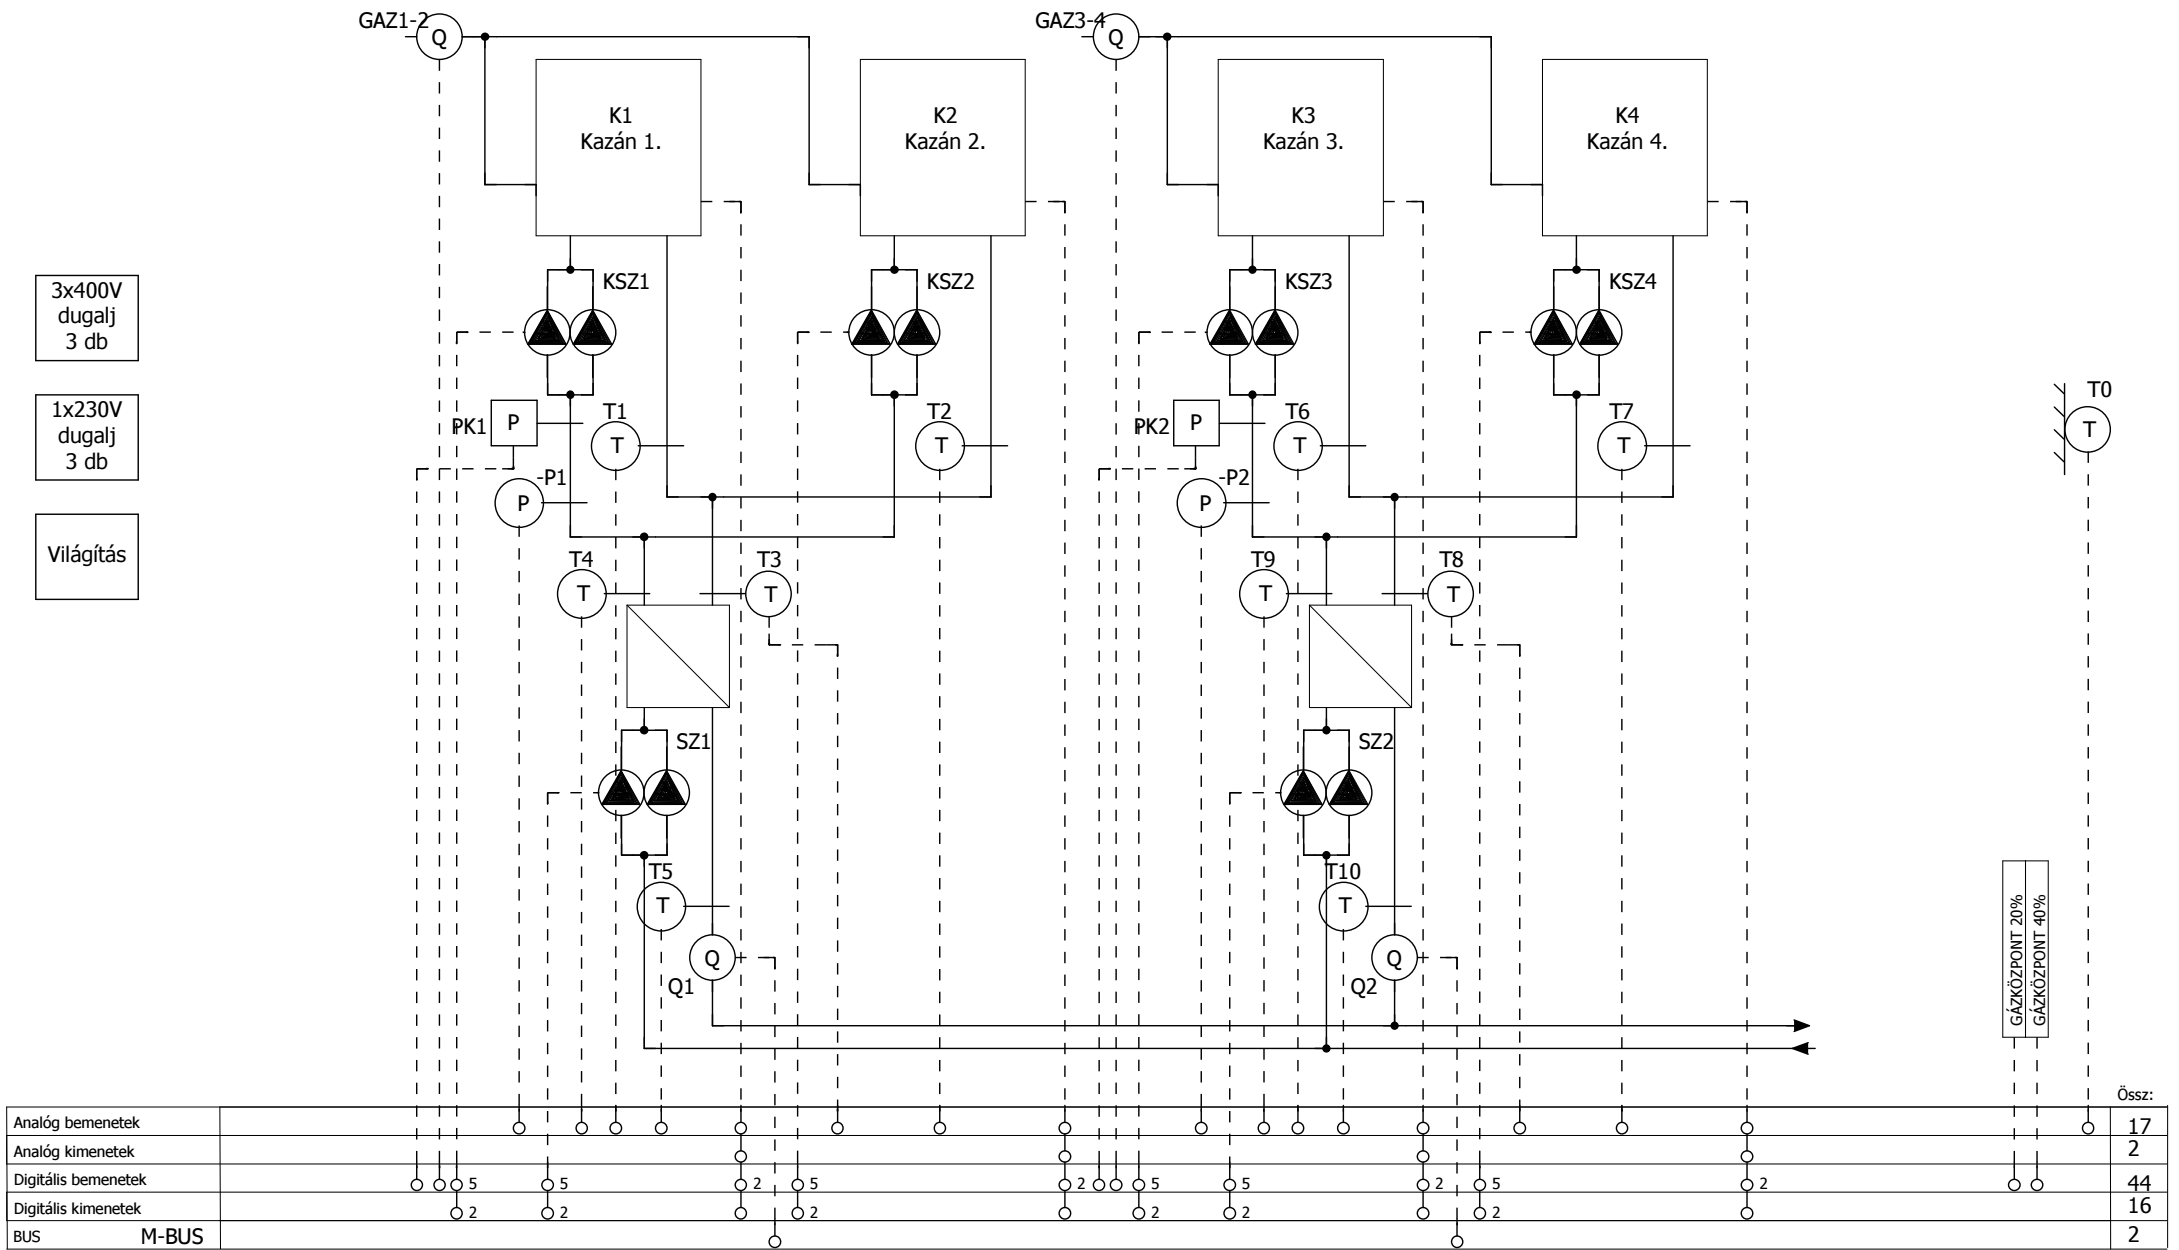 GAZ1-2
Q
GAZ3-4
Q
K1
Kazán 1.
K2
Kazán 2.
K3
Kazán 3.
K4
Kazán 4.
3x400V
dugalj
3 db
KSZ1
KSZ2
KSZ3
KSZ4
1x230V
dugalj
3 db
PK1
P
T1
T
T2
T
PK2
P
T6
T
T7
T
T0
T
-P1
P
-P2
P
Világítás
T4
T
T3
T
T9
T
T8
T
SZ1
SZ2
T5
T
T10
T
Q
Q1
Q
Q2
GÁZKÖZPONT 20%
GÁZKÖZPONT 40%
Össz:
Analóg bemenetek
17
Analóg kimenetek
2
Digitális bemenetek
5
5
2
5
2
5
5
2
5
2
44
Digitális kimenetek
2
2
2
2
2
2
16
BUS
M-BUS
2